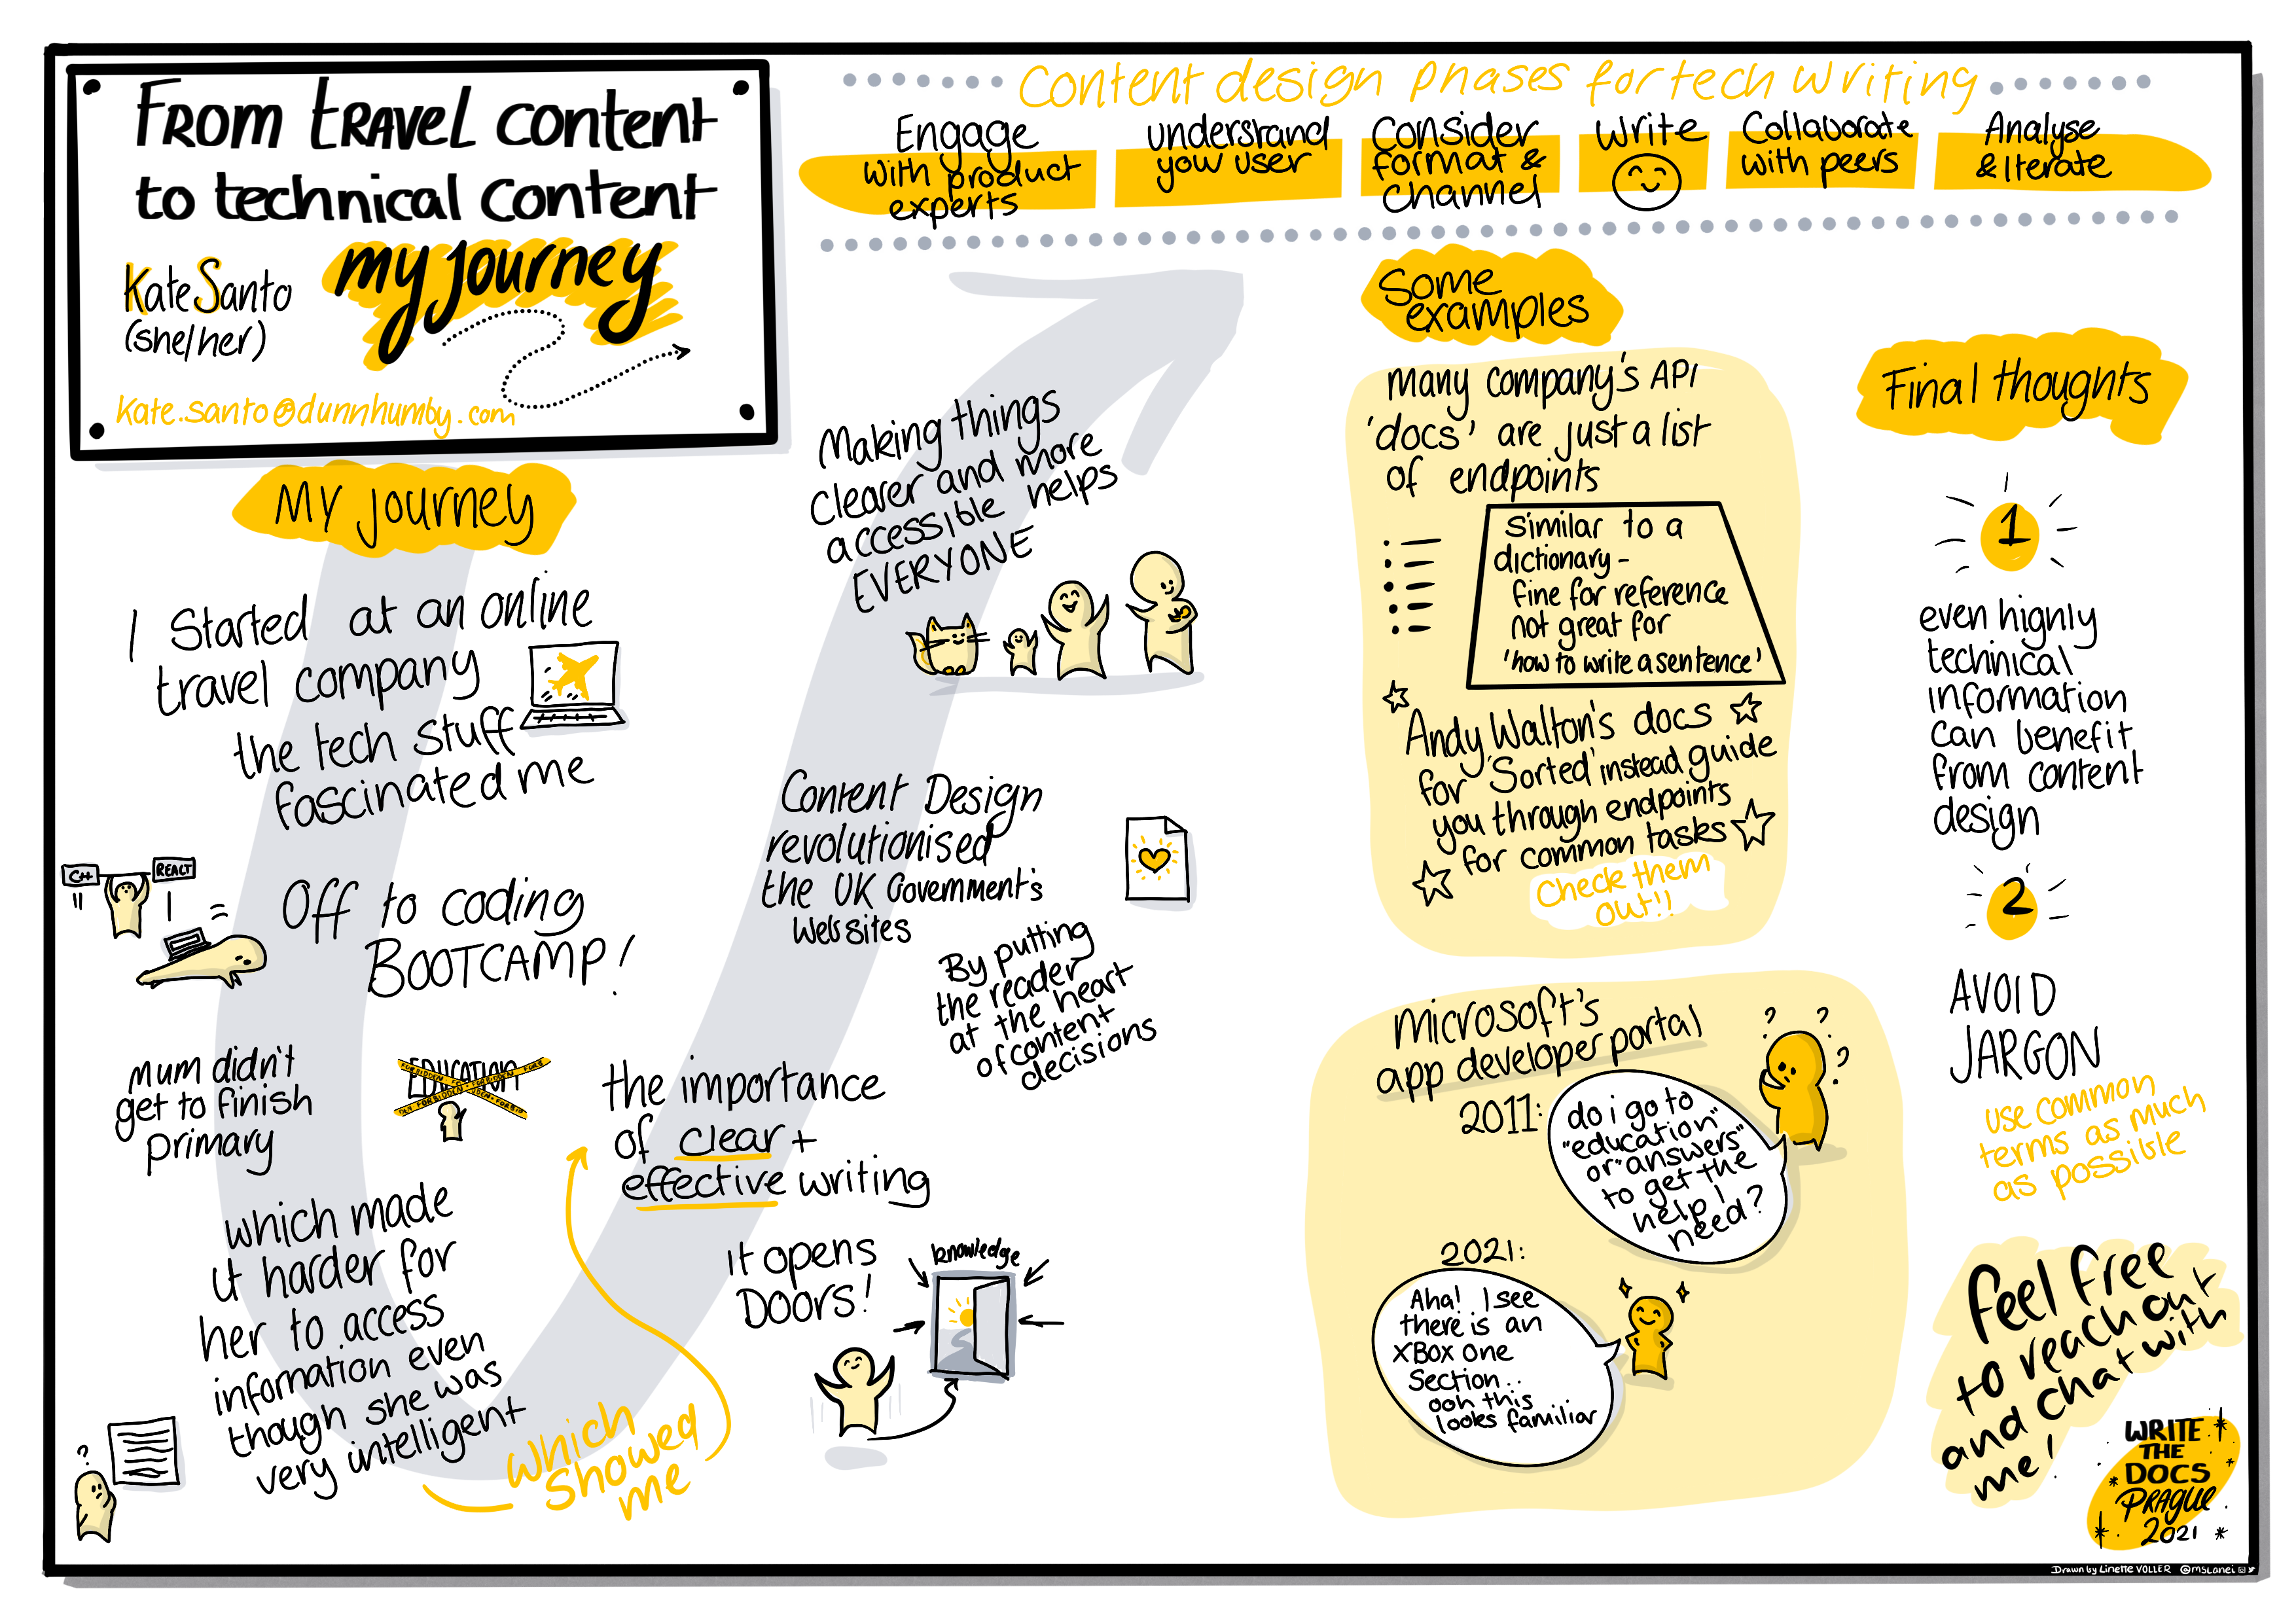 From travel content
to technical content
my journey
Kate Santo
(she/her)
kate.santo@dunnhumby.com
Content design phases for tech writing
Engage
with product
experts
understand
your user
Consider
format &
channel
write
Collaborate
with peers
Analyse
& Iterate
My journey
I started at an online
travel company
the tech stuff
fascinated me
C++
REACT
Off to coding
BOOTCAMP!
mum didn't
get to finish
primary
EDUCATION
which made
it harder for
her to access
information even
though she was
very intelligent
?
which
showed
me
the importance
of clear +
effective writing
It opens
DOORS!
knowledge
Content Design
revolutionised
the UK Government's
Websites
By putting
the reader
at the heart
of content
decisions
Making things
clearer and more
accessible helps
EVERYONE
Some
examples
Many company's API
'docs' are just a list
of endpoints
Similar to a
dictionary -
fine for reference
not great for
'how to write a sentence'
Andy Walton's docs
for 'Sorted' instead guide
you through endpoints
for common tasks
Check them
out!!
Microsoft's
app developer portal
2011:
do i go to
"education"
or "answers"
to get the
help I
need?
? ? ?
2021:
Aha! I see
there is an
XBox One
Section..
ooh this
looks familiar
Final thoughts
1
even highly
technical
information
can benefit
from content
design
2
AVOID
JARGON
use common
terms as much
as possible
feel free
to reach out
and chat with
me!
WRITE
THE
DOCS
PRAGUE
2021
Drawn by Linette VOLLER @mslanei